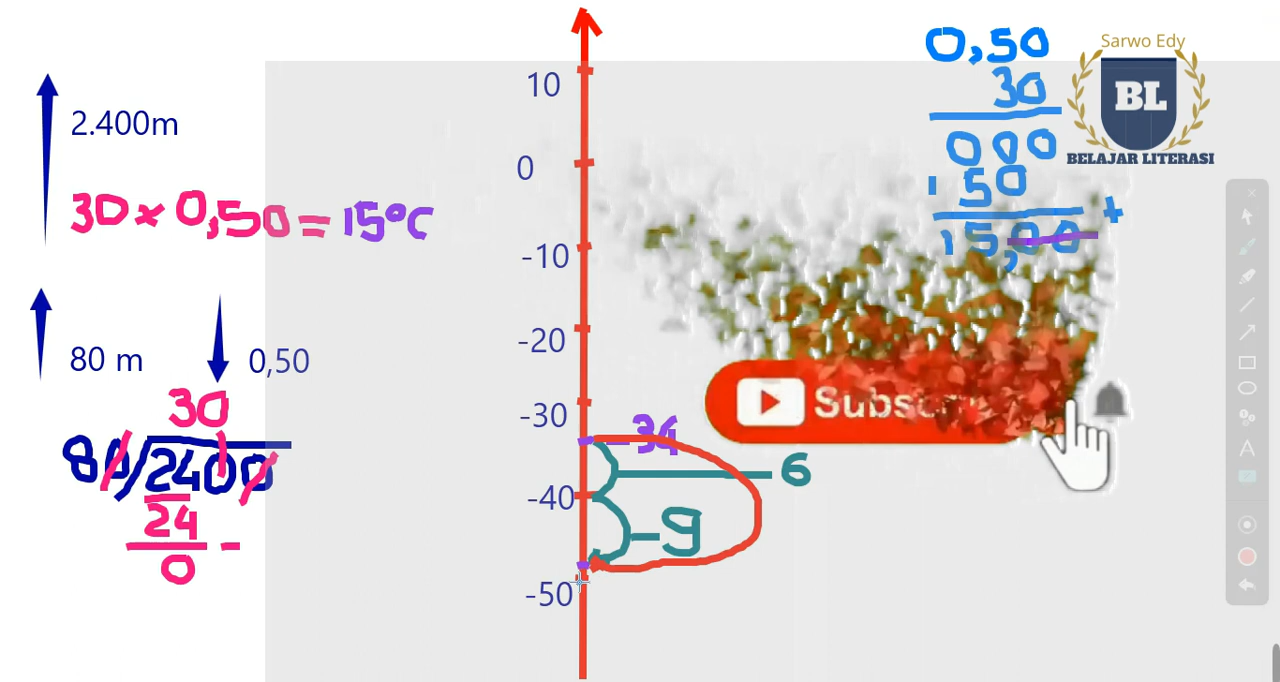 2.400m
30 × 0,50 = 15°C
80 m
0,50
30
80 2400
24 -
0
10
0
-10
-20
-30
-34
6
-40
-9
-50
0,50
30
000
150 +
15,00
Sarwo Edy
BL
BELAJAR LITERASI
A